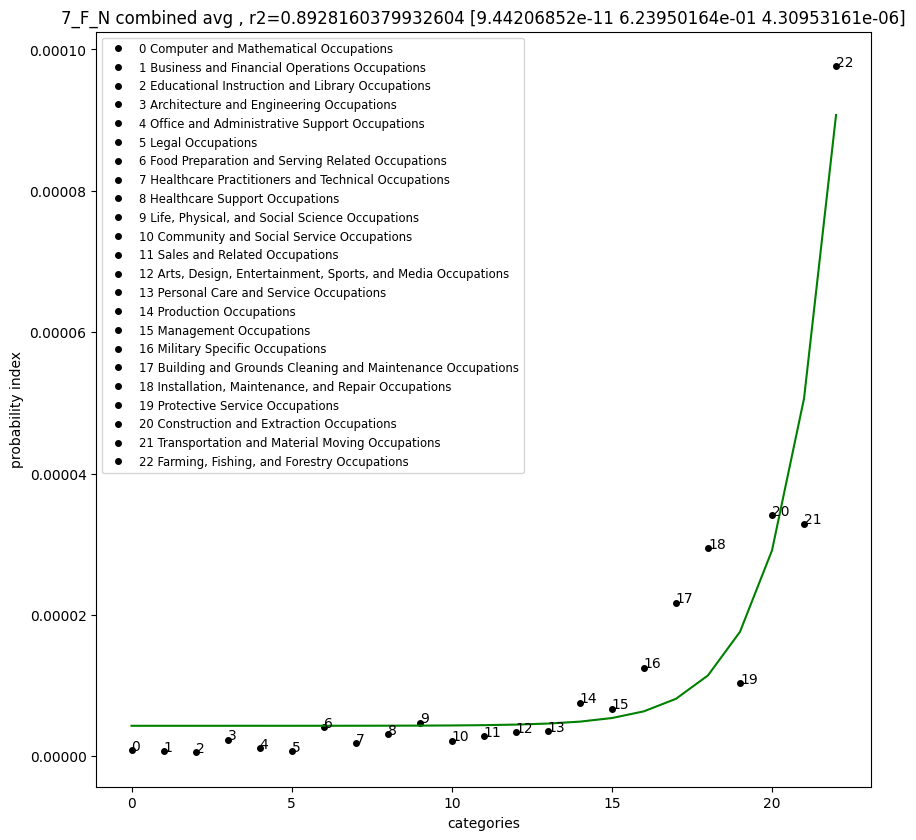 7_F_N combined avg , r2=0.8928160379932604 [9.44206852e-11 6.23950164e-01 4.30953161e-06]
0 Computer and Mathematical Occupations
1 Business and Financial Operations Occupations
2 Educational Instruction and Library Occupations
3 Architecture and Engineering Occupations
4 Office and Administrative Support Occupations
5 Legal Occupations
6 Food Preparation and Serving Related Occupations
7 Healthcare Practitioners and Technical Occupations
8 Healthcare Support Occupations
9 Life, Physical, and Social Science Occupations
10 Community and Social Service Occupations
11 Sales and Related Occupations
12 Arts, Design, Entertainment, Sports, and Media Occupations
13 Personal Care and Service Occupations
14 Production Occupations
15 Management Occupations
16 Military Specific Occupations
17 Building and Grounds Cleaning and Maintenance Occupations
18 Installation, Maintenance, and Repair Occupations
19 Protective Service Occupations
20 Construction and Extraction Occupations
21 Transportation and Material Moving Occupations
22 Farming, Fishing, and Forestry Occupations
probability index
0.00010
0.00008
0.00006
0.00004
0.00002
0.00000
0
1
2
3
4
5
6
7
8
9
10
11
12
13
14
15
16
17
18
19
20
21
22
0
5
10
15
20
categories